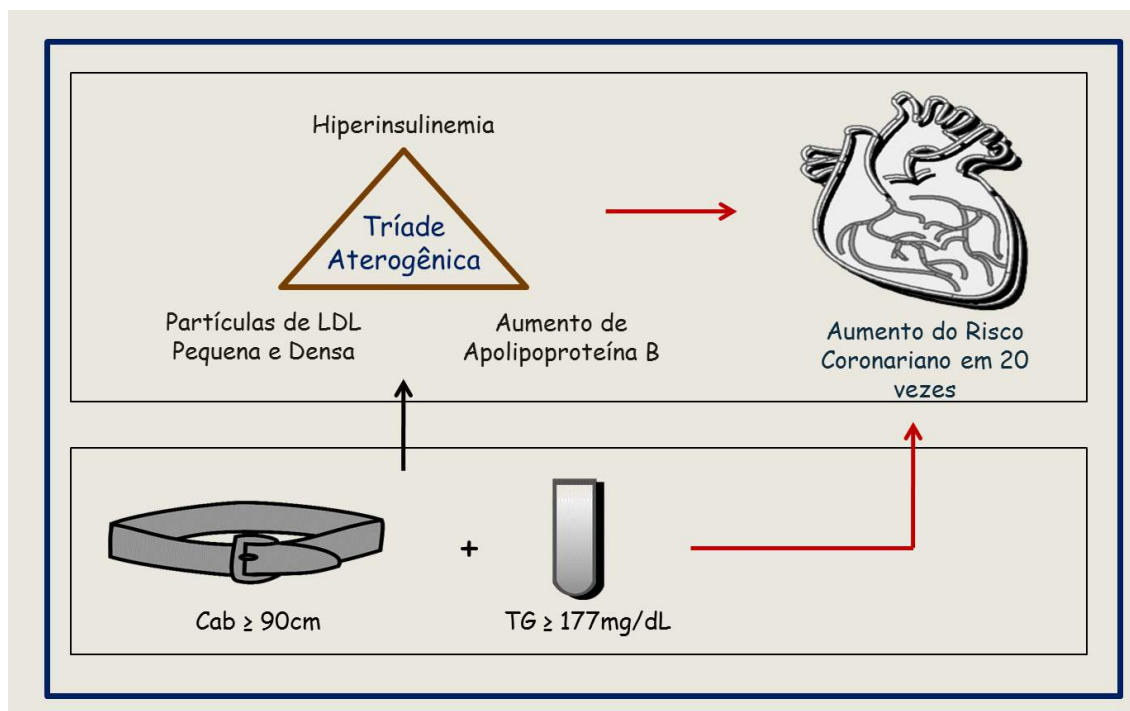 Hiperinsulinemia
Tríade
Aterogênica
Partículas de LDL
Pequena e Densa
Aumento de
Apolipoproteína B
Aumento do Risco
Coronariano em 20
vezes
+
Cab ≥ 90cm
TG ≥ 177mg/dL